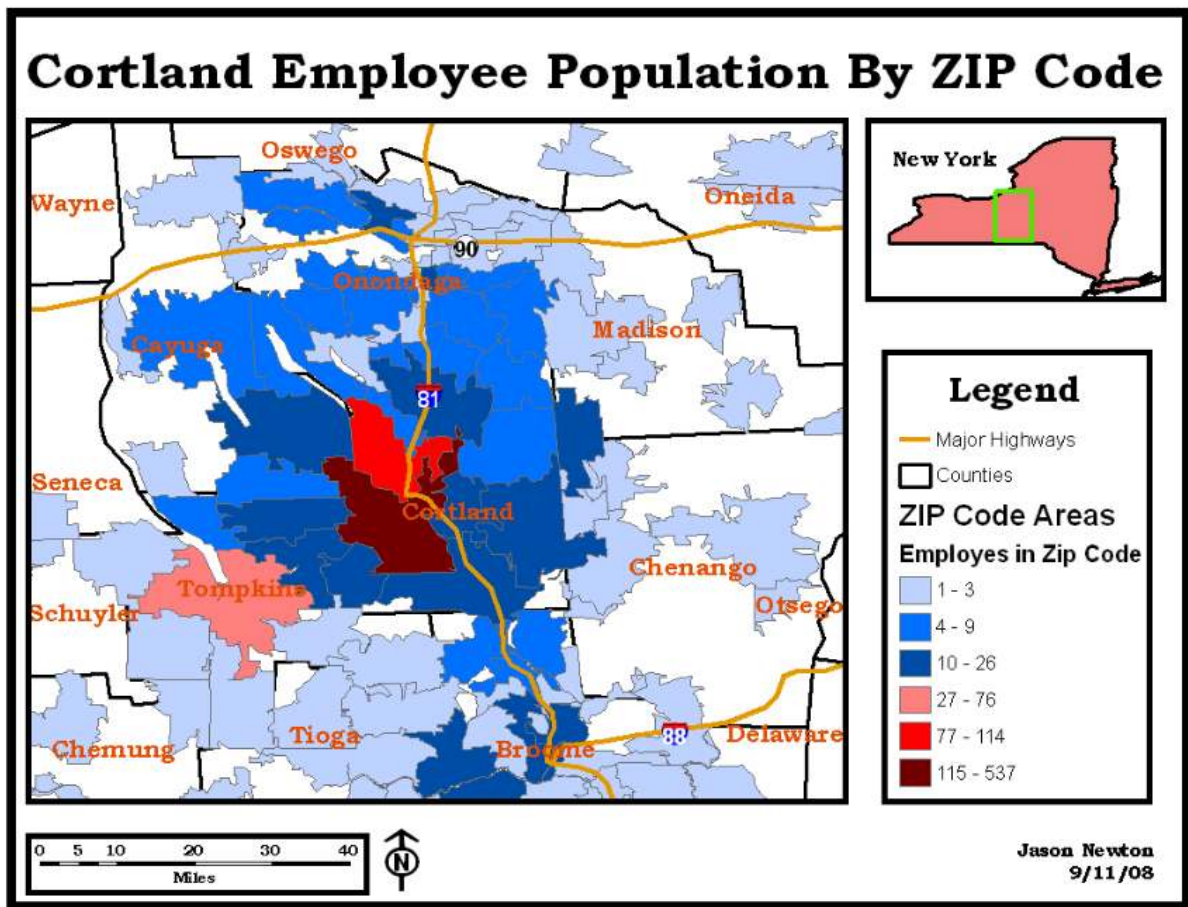 Cortland Employee Population By ZIP Code
Oswego
Wayne
Oneida
90
Onondaga
Madison
Cayuga
81
Seneca
Cortland
Chenango
Tompkins
Schuyler
Otsego
Tioga
Chemung
Broome
88
Delaware
New York
Legend
Major Highways
Counties
ZIP Code Areas
Employes in Zip Code
1 - 3
4 - 9
10 - 26
27 - 76
77 - 114
115 - 537
0 5 10 20 30 40
Miles
N
Jason Newton
9/11/08